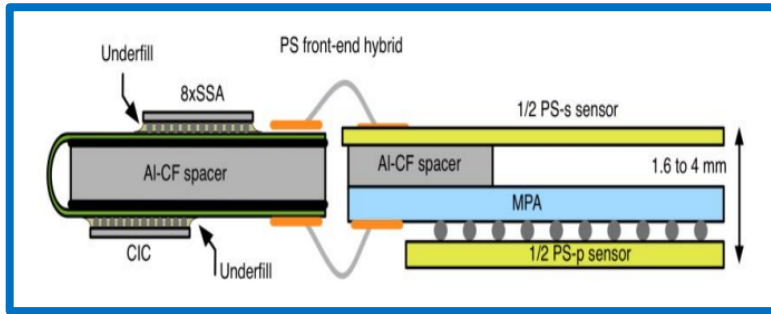 PS front-end hybrid
Underfill
8xSSA
1/2 PS-s sensor
Al-CF spacer
Al-CF spacer
1.6 to 4 mm
MPA
CIC
Underfill
1/2 PS-p sensor